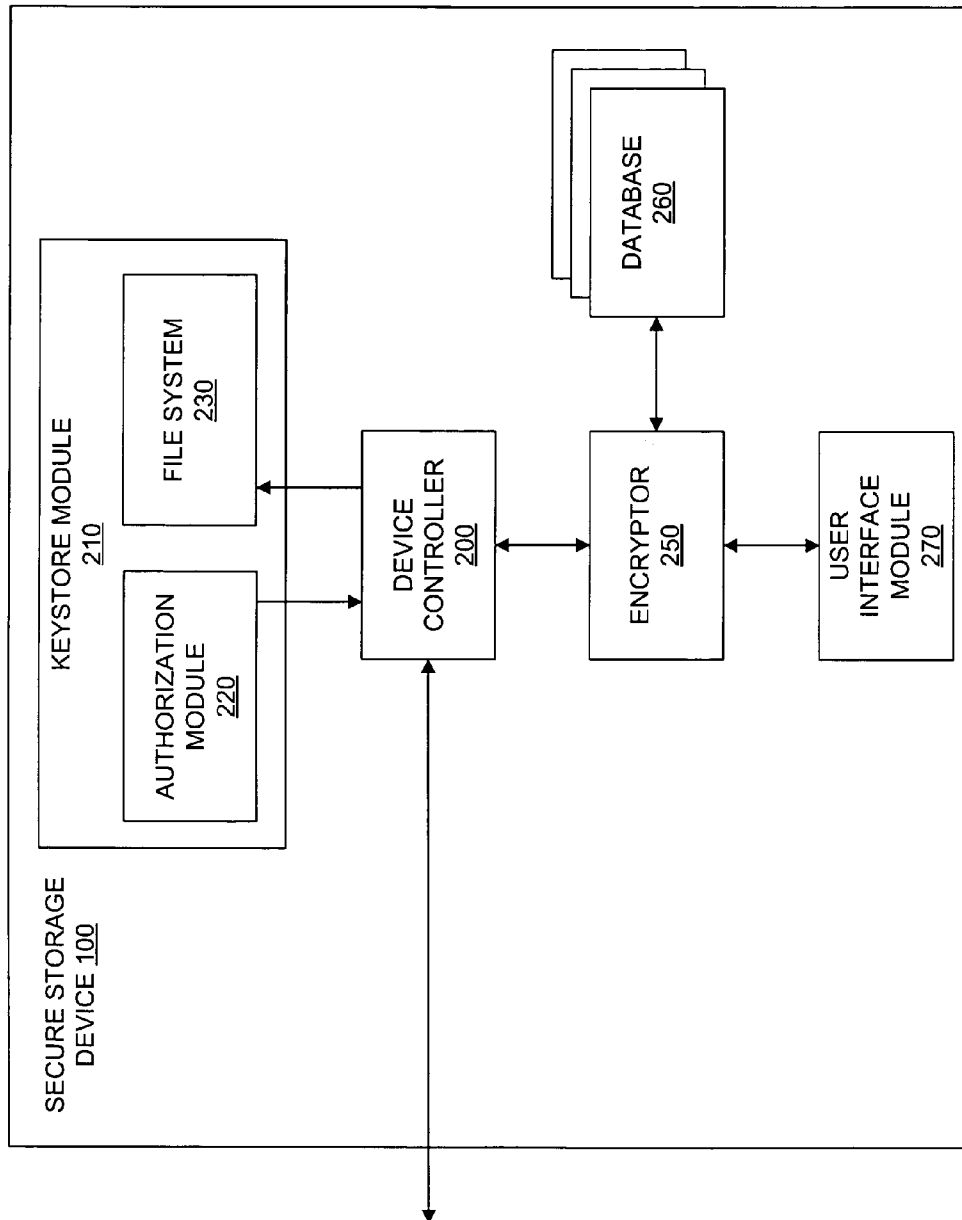 SECURE STORAGE
DEVICE 100
KEYSTORE MODULE
210
AUTHORIZATION
MODULE
220
FILE SYSTEM
230
DEVICE
CONTROLLER
200
ENCRYPTOR
250
DATABASE
260
USER
INTERFACE
MODULE
270